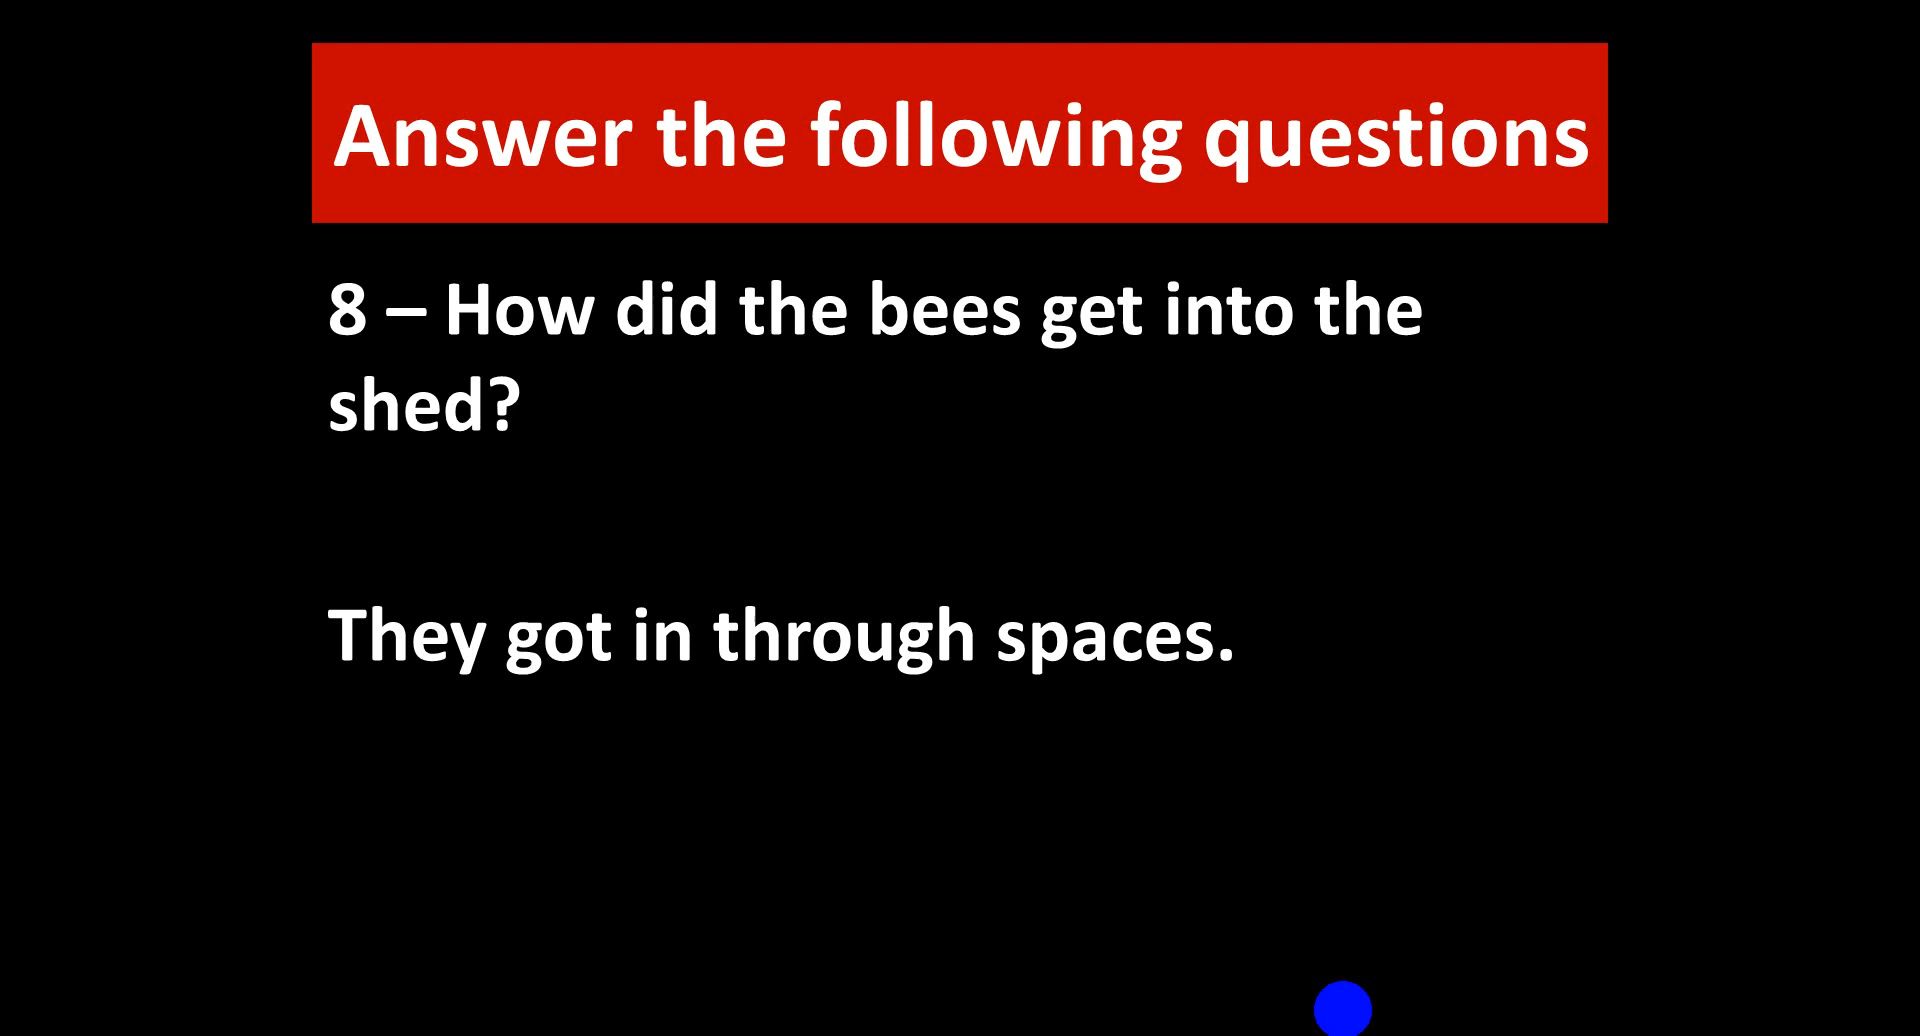 Answer the following questions
8 – How did the bees get into the
shed?
They got in through spaces.